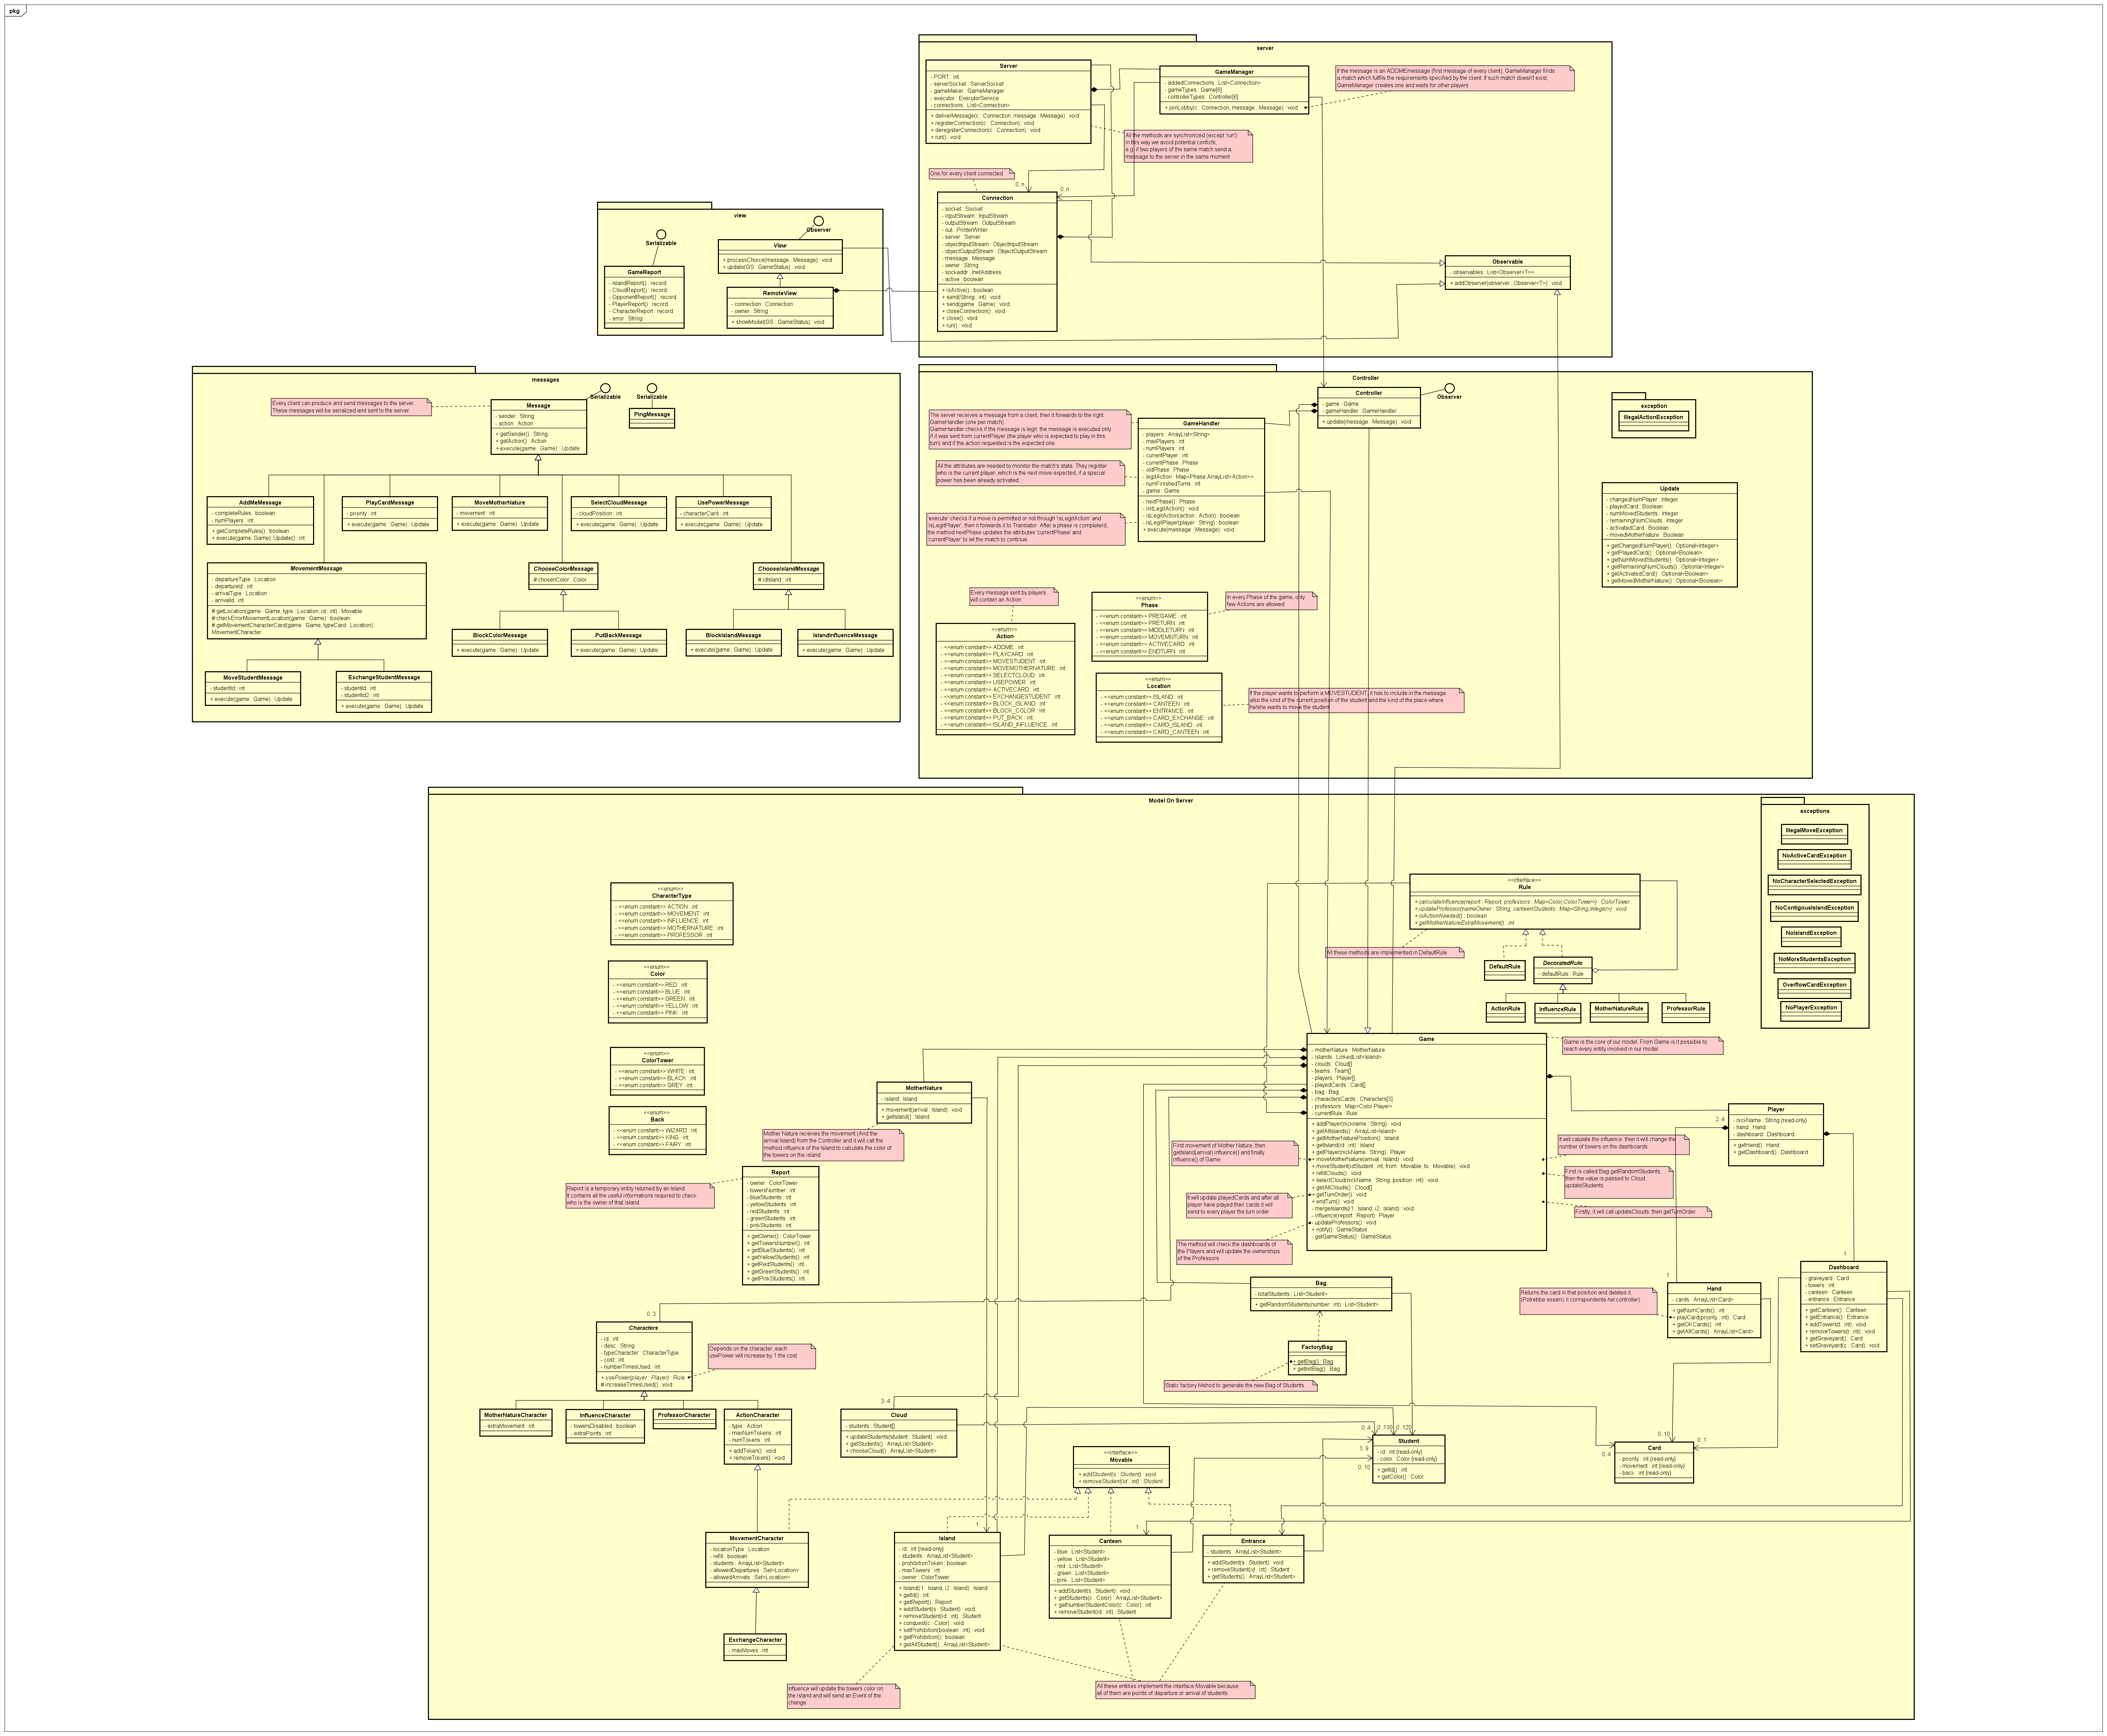 pkg
server
Server
- PORT : int
- serverSocket : ServerSocket
- gameMaker : GameManager
- executor : ExecutorService
- connections : List<Connection>
+ deliverMessage(c : Connection, message : Message) : void
+ registerConnection(c : Connection) : void
+ deregisterConnection(c : Connection) : void
+ run() : void
GameManager
- addedConnections : List<Connection>
- gameTypes : Game[6]
- controllerTypes : Controller[6]
+ joinLobby(c : Connection, message : Message) : void
If the message is an ADDMEmessage (first message of every client), GameManager finds
a match which fulfils the requirements specified by the client. If such match doesn't exist,
GameManager creates one and waits for other players
All the methods are synchronized (except 'run'):
in this way we avoid potential conficts,
e.g. if two players of the same match send a
message to the server in the same moment
One for every client connected.
0..n
0..n
Connection
- socket : Socket
- inputStream : InputStream
- outputStream : OutputStream
- out : PrinterWriter
- server : Server
- objectInputStream : ObjectInputStream
- objectOutputStream : ObjectOutputStream
- message : Message
- owner : String
- sockaddr : InetAddress
- active : boolean
+ isActive() : boolean
+ send(String : int) : void
+ send(game : Game) : void
+ closeConnection() : void
+ close() : void
+ run() : void
Observable
- observables : List<Observer<T>>
+ addObserver(observer : Observer<T>) : void
view
Serializable
Observer
GameReport
- IslandReport() : record
- CloudReport() : record
- OpponentReport() : record
- PlayerReport() : record
- CharacterReport : record
- error : String
View
+ processChoice(message : Message) : void
+ update(GS : GameStatus) : void
RemoteView
- connection : Connection
- owner : String
+ showModel(GS : GameStatus) : void
messages
Every client can produce and send messages to the server.
These messages will be serialized and sent to the server.
Serializable
Serializable
Message
- sender : String
- action : Action
+ getSender() : String
+ getAction() : Action
+ execute(game : Game) : Update
PingMessage
AddMeMessage
- completeRules : boolean
- numPlayers : int
+ getCompleteRules() : boolean
+ execute(game : Game) : Update() : int
PlayCardMessage
- priority : int
+ execute(game : Game) : Update
MoveMotherNature
- movement : int
+ execute(game : Game) : Update
SelectCloudMessage
- cloudPosition : int
+ execute(game : Game) : Update
UsePowerMessage
- characterCard : int
+ execute(game : Game) : Update
MovementMessage
- departureType : Location
- departureId : int
- arrivalType : Location
- arrivalId : int
# getLocation(game : Game, type : Location, id : int) : Movable
# checkErrorMovementLocation(game : Game) : boolean
# getMovementCharacterCard(game : Game, typeCard : Location) :
MovementCharacter
ChooseColorMessage
# chosenColor : Color
ChooseIslandMessage
# idIsland : int
BlockColorMessage
+ execute(game : Game) : Update
PutBackMessage
+ execute(game : Game) : Update
BlockIslandMessage
+ execute(game : Game) : Update
IslandInfluenceMessage
+ execute(game : Game) : Update
MoveStudentMessage
- studentId : int
+ execute(game : Game) : Update
ExchangeStudentMessage
- studentId : int
- studentId2 : int
+ execute(game : Game) : Update
Controller
Controller
- game : Game
- gameHandler : GameHandler
+ update(message : Message) : void
Observer
exception
IllegalActionException
The server receives a message from a client, then it forwards to the right
GameHandler (one per match).
GameHandler checks if the message is legit: the message is executed only
if it was sent from currentPlayer (the player who is expected to play in this
turn) and if the action requested is the expected one.
All the attributes are needed to monitor the match's state. They register
who is the current player, which is the next move expected, if a special
power has been already activated.
'execute' checks if a move is permitted or not through 'isLegitAction' and
'isLegitPlayer', then it forwards it to Translator. After a phase is completerd,
the method nextPhase updates the attributes 'currentPhase' and
'currentPlayer' to let the match to continue.
GameHandler
- players : ArrayList<String>
- maxPlayers : int
- numPlayers : int
- currentPlayer : int
- currentPhase : Phase
- oldPhase : Phase
- legitAction : Map<Phase,ArrayList<Action>>
- numFinishedTurns : int
- game : Game
- nextPhase() : Phase
- initLegitAction() : void
- isLegitAction(action : Action) : boolean
- isLegitPlayer(player : String) : boolean
+ execute(message : Message) : void
Update
- changedNumPlayer : Integer
- playedCard : Boolean
- numMovedStudents : Integer
- remainingNumClouds : Integer
- activatedCard : Boolean
- movedMotherNature : Boolean
+ getChangedNumPlayer() : Optional<Integer>
+ getPlayedCard() : Optional<Boolean>
+ getNumMovedStudents() : Optional<Integer>
+ getRemainingNumClouds() : Optional<Integer>
+ getActivatedCard() : Optional<Boolean>
+ getMovedMotherNature() : Optional<Boolean>
Every message sent by players
will contain an Action
<<enum>>
Action
- <<enum constant>> ADDME : int
- <<enum constant>> PLAYCARD : int
- <<enum constant>> MOVESTUDENT : int
- <<enum constant>> MOVEMOTHERNATURE : int
- <<enum constant>> SELECTCLOUD : int
- <<enum constant>> USEPOWER : int
- <<enum constant>> ACTIVECARD : int
- <<enum constant>> EXCHANGESTUDENT : int
- <<enum constant>> BLOCK_ISLAND : int
- <<enum constant>> BLOCK_COLOR : int
- <<enum constant>> PUT_BACK : int
- <<enum constant>> ISLAND_INFLUENCE : int
<<enum>>
Phase
- <<enum constant>> PREGAME : int
- <<enum constant>> PRETURN : int
- <<enum constant>> MIDDLETURN : int
- <<enum constant>> MOVEMNTURN : int
- <<enum constant>> ACTIVECARD : int
- <<enum constant>> ENDTURN : int
In every Phase of the game, only
few Actions are allowed
<<enum>>
Location
- <<enum constant>> ISLAND : int
- <<enum constant>> CANTEEN : int
- <<enum constant>> ENTRANCE : int
- <<enum constant>> CARD_EXCHANGE : int
- <<enum constant>> CARD_ISLAND : int
- <<enum constant>> CARD_CANTEEN : int
If the player wants to perform a MOVESTUDENT, it has to include in the message
also the kind of the current position of the student and the kind of the place where
he/she wants to move the student
Model On Server
exceptions
IllegalMoveException
NoActiveCardException
NoCharacterSelectedException
NoContigousIslandException
NoIslandException
NoMoreStudentsException
OverflowCardException
NoPlayerException
<<enum>>
CharacterType
- <<enum constant>> ACTION : int
- <<enum constant>> MOVEMENT : int
- <<enum constant>> INFLUENCE : int
- <<enum constant>> MOTHERNATURE : int
- <<enum constant>> PROFESSOR : int
<<enum>>
Color
- <<enum constant>> RED : int
- <<enum constant>> BLUE : int
- <<enum constant>> GREEN : int
- <<enum constant>> YELLOW : int
- <<enum constant>> PINK : int
<<enum>>
ColorTower
- <<enum constant>> WHITE : int
- <<enum constant>> BLACK : int
- <<enum constant>> GREY : int
<<enum>>
Back
- <<enum constant>> WIZARD : int
- <<enum constant>> KING : int
- <<enum constant>> FAIRY : int
<<interface>>
Rule
+ calculateInfluence(report : Report, professors : Map<Color,ColorTower>) : ColorTower
+ updateProfessor(nameOwner : String, canteenStudents : Map<String,Integer>) : void
+ isActionNeeded() : boolean
+ getMotherNatureExtraMovement() : int
All these methods are implemented in DefaultRule
DefaultRule
DecoratedRule
- defaultRule : Rule
ActionRule
InfluenceRule
MotherNatureRule
ProfessorRule
Game
- motherNature : MotherNature
- islands : LinkedList<Island>
- clouds : Cloud[]
- teams : Team[]
- players : Player[]
- playedCards : Card[]
- bag : Bag
- charactersCards : Characters[3]
- professors : Map<Color,Player>
- currentRule : Rule
+ addPlayer(nickname : String) : void
+ getAllIslands() : ArrayList<Island>
+ getMotherNaturePosition() : Island
+ getIsland(id : int) : Island
+ getPlayer(nickName : String) : Player
+ moveMotherNature(arrival : Island) : void
+ moveStudent(idStudent : int, from : Movable, to : Movable) : void
+ refillClouds() : void
+ selectCloud(nickName : String, position : int) : void
+ getAllClouds() : Cloud[]
+ getTurnOrder() : void
+ endTurn() : void
- mergeIslands(i1 : Island, i2 : Island) : void
- influence(report : Report) : Player
- updateProfessors() : void
+ notify() : GameStatus
- getGameStatus() : GameStatus
Game is the core of our model. From Game is it possible to
reach every entity involved in our model
MotherNature
- island : Island
+ movement(arrival : Island) : void
+ getIsland() : Island
Mother Nature receives the movement (And the
arrival Island) from the Controller and it will call the
method influence of the Island to calculate the color of
the towers on the island
First movement of Mother Nature, then
getIsland(arrival).influence() and finally
influence() of Game
It will update playedCards and after all
player have played their cards it will
send to every player the turn order
The method will check the dashboards of
the Players and will update the ownerships
of the Professors
It will calulate the influence, then it will change the
number of towers on the dashboards
First is called Bag.getRandomStudents,
then the value is passed to Cloud.
updateStudents
Firstly, it will call updateClouds, then getTurnOrder
2..4
Player
- nickName : String {read-only}
- hand : Hand
- dashboard : Dashboard
+ getHand() : Hand
+ getDashboard() : Dashboard
Report is a temporary entity returned by an Island.
It contains all the useful informations required to check
who is the owner of that island
Report
- owner : ColorTower
- towersNumber : int
- blueStudents : int
- yellowStudents : int
- redStudents : int
- greenStudents : int
- pinkStudents : int
+ getOwner() : ColorTower
+ getTowersNumber() : int
+ getBlueStudents() : int
+ getYellowStudents() : int
+ getRedStudents() : int
+ getGreenStudents() : int
+ getPinkStudents() : int
Bag
- totalStudents : List<Student>
+ getRandomStudents(number : int) : List<Student>
FactoryBag
+ getBag() : Bag
+ getInitBag() : Bag
Static factory Mehod to generate the new Bag of Students
Returns the card in that position and deletes it.
(Potrebbe esserci il corrispondente nel controller)
1
Hand
- cards : ArrayList<Card>
+ getNumCards() : int
+ playCard(priority : int) : Card
+ getOKCards() : int
+ getAllCards() : ArrayList<Card>
1
Dashboard
- graveyard : Card
- towers : int
- canteen : Canteen
- entrance : Entrance
+ getCanteen() : Canteen
+ getEntrance() : Entrance
+ addTowers(t : int) : void
+ removeTowers(t : int) : void
+ getGraveyard() : Card
+ setGraveyard(c : Card) : void
0..3
Characters
- id : int
- desc : String
- typeCharacter : CharacterType
- cost : int
- numberTimesUsed : int
+ usePower(player : Player) : Rule
# increaseTimesUsed() : void
Depends on the character, each
usePower will increase by 1 the cost
MotherNatureCharacter
- extraMovement : int
InfluenceCharacter
- towersDisabled : boolean
- extraPoints : int
ProfessorCharacter
ActionCharacter
- type : Action
- maxNumTokens : int
- numTokens : int
+ addToken() : void
+ removeToken() : void
3..4
Cloud
- students : Student[]
+ updateStudents(student : Student) : void
+ getStudents() : ArrayList<Student>
+ chooseCloud() : ArrayList<Student>
<<interface>>
Movable
+ addStudent(s : Student) : void
+ removeStudent(id : int) : Student
0..4
0..130
0..120
3..9
0..10
Student
- id : int {read-only}
- color : Color {read-only}
+ getId() : int
+ getColor() : Color
0..10
0..1
0..4
Card
- priority : int {read-only}
- movement : int {read-only}
- back : int {read-only}
MovementCharacter
- locationType : Location
- refill : boolean
- students : ArrayList<Student>
- allowedDepartures : Set<Location>
- allowedArrivals : Set<Location>
ExchangeCharacter
- maxMoves : int
1
Island
- id : int {read-only}
- students : ArrayList<Student>
- prohibitionToken : boolean
- maxTowers : int
- owner : ColorTower
+ Island(i1 : Island, i2 : Island) : Island
+ getId() : int
+ getReport() : Report
+ addStudent(s : Student) : void
+ removeStudent(id : int) : Student
+ conquest(c : Color) : void
+ setProhibition(boolean : int) : void
+ getProhibition() : boolean
+ getAllStudent() : ArrayList<Student>
1
Canteen
- blue : List<Student>
- yellow : List<Student>
- red : List<Student>
- green : List<Student>
- pink : List<Student>
+ addStudent(s : Student) : void
+ getStudents(c : Color) : ArrayList<Student>
+ getNumberStudentColor(c : Color) : int
+ removeStudent(id : int) : Student
Entrance
- students : ArrayList<Student>
+ addStudent(s : Student) : void
+ removeStudent(id : int) : Student
+ getStudents() : ArrayList<Student>
Influence will update the towers color on
the island and will send an Event of the
change
All these entities implement the interface Movable because
all of them are points of departure or arrival of students